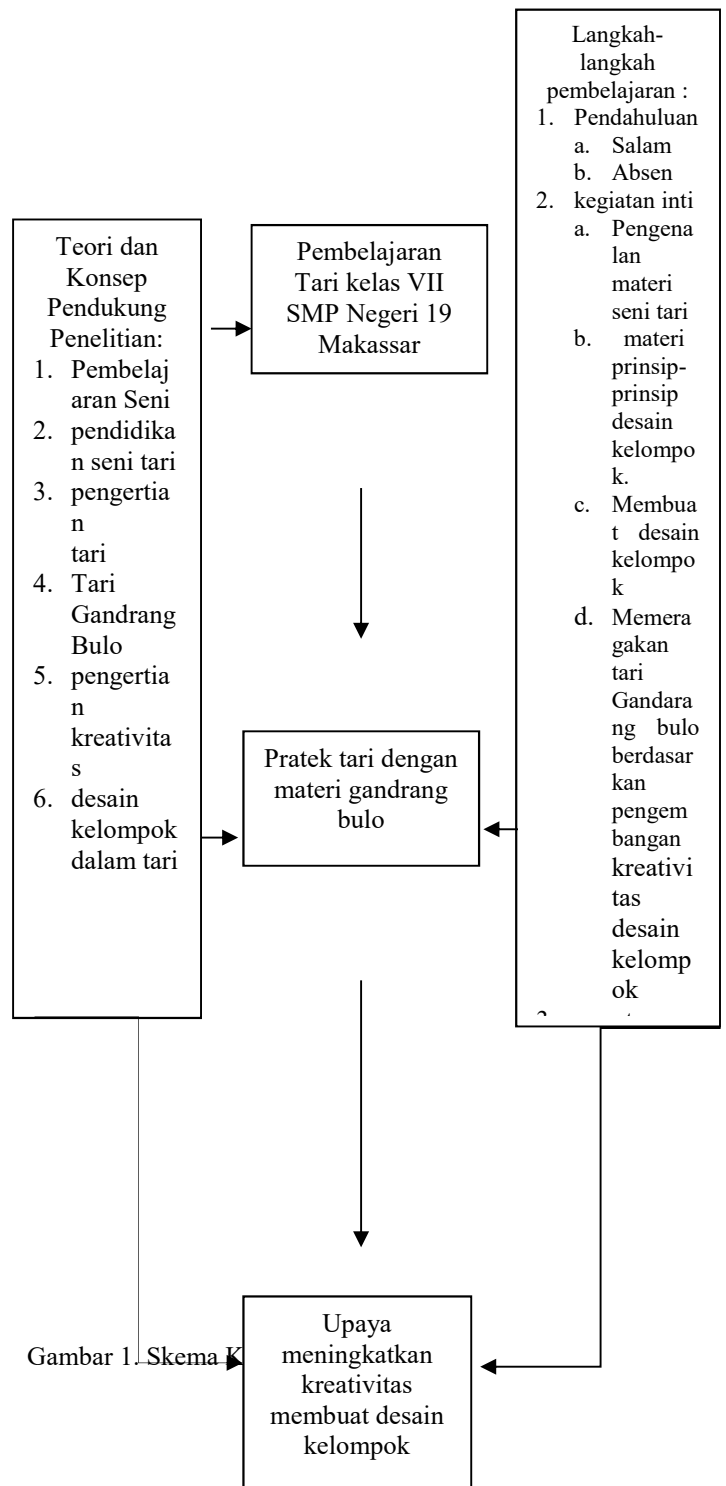 Teori dan
Konsep
Pendukung
Penelitian:
1. Pembelaj
aran Seni
2. pendidika
n seni tari
3. pengertia
n
tari
4. Tari
Gandrang
Bulo
5. pengertia
n
kreativita
s
6. desain
kelompok
dalam tari
Pembelajaran
Tari kelas VII
SMP Negeri 19
Makassar
Pratek tari dengan
materi gandrang
bulo
Langkah-
langkah
pembelajaran :
1. Pendahuluan
a. Salam
b. Absen
2. kegiatan inti
a. Pengena
lan
materi
seni tari
b. materi
prinsip-
prinsip
desain
kelompo
k.
c. Membua
t desain
kelompo
k
d. Memera
gakan
tari
Gandara
ng bulo
berdasar
kan
pengem
bangan
kreativi
tas
desain
kelomp
ok
Upaya
meningkatkan
kreativitas
membuat desain
kelompok
Gambar 1. Skema K